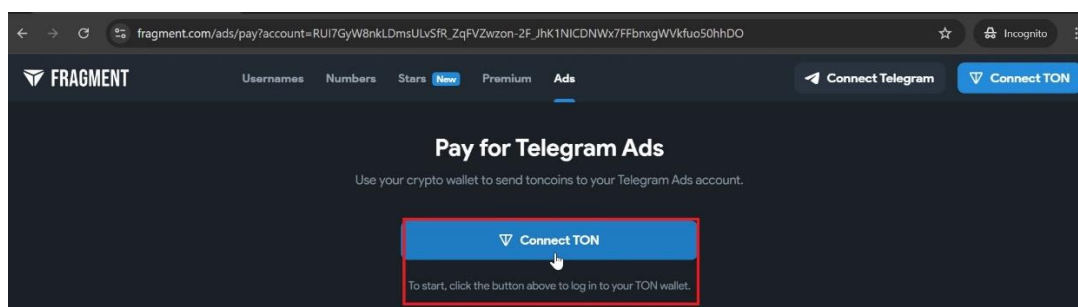 fragment.com/ads/pay?account=RUI7GyW8nkLDmsULvSfR_ZqFVZwzon-2F_JhK1NICDNWx7FFbnxgWVkfuo50hhDO Incognito
FRAGMENT Usernames Numbers Stars New Premium Ads Connect Telegram Connect TON
Pay for Telegram Ads
Use your crypto wallet to send toncoins to your Telegram Ads account.
Connect TON
To start, click the button above to log in to your TON wallet.